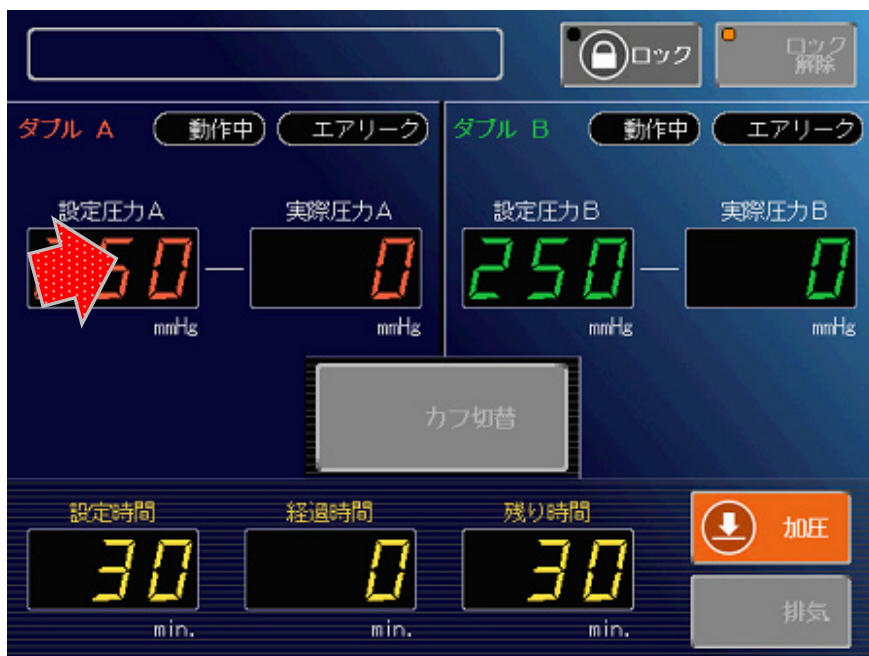 ロック
ロック
解除
ダブル A 動作中 エアリーク
ダブル B 動作中 エアリーク
設定圧力A 実際圧力A
設定圧力B 実際圧力B
50 0
250 0
mmHg mmHg
mmHg mmHg
カフ切替
設定時間 経過時間 残り時間
30 0 30
加圧
min. min. min.
排気